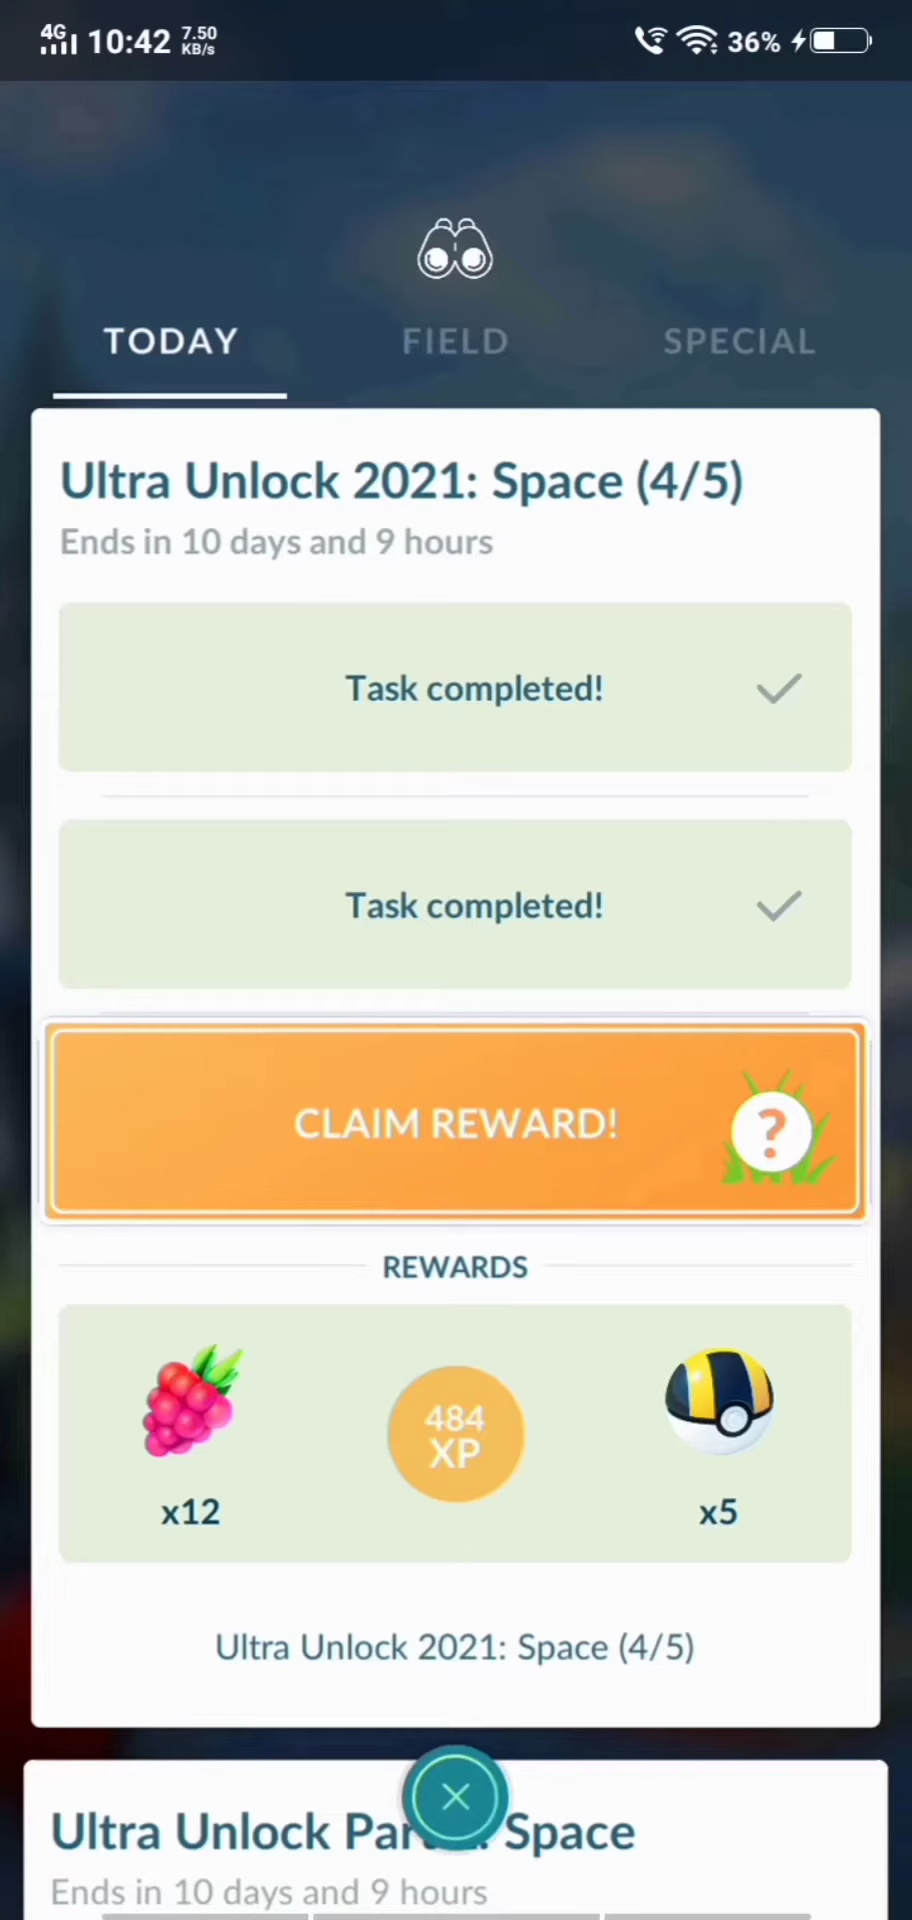 4G 10:42 7.50 KB/s 36%
TODAY FIELD SPECIAL
Ultra Unlock 2021: Space (4/5)
Ends in 10 days and 9 hours
Task completed!
Task completed!
CLAIM REWARD! ?
REWARDS
484 XP
x12 x5
Ultra Unlock 2021: Space (4/5)
Ultra Unlock Space
Ends in 10 days and 9 hours